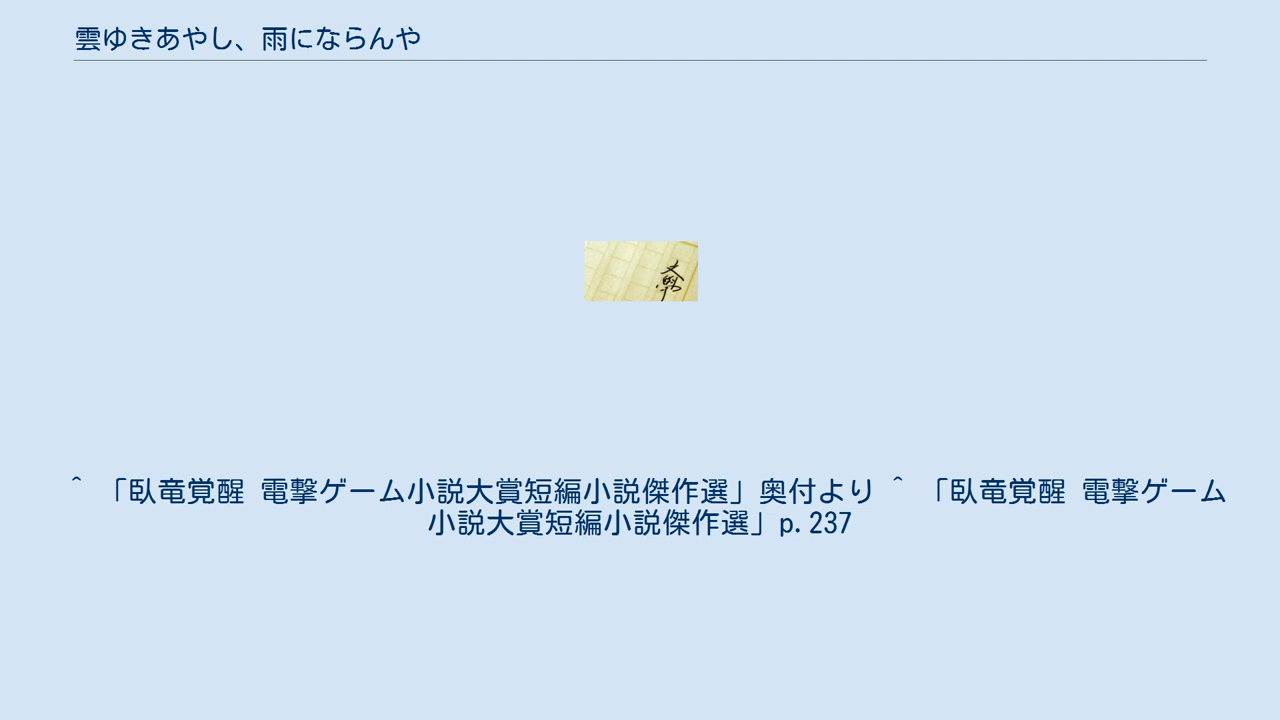 雲ゆきあやし、雨にならんや
^ 「臥竜覚醒 電撃ゲーム小説大賞短編小説傑作選」奥付より ^ 「臥竜覚醒 電撃ゲーム
小説大賞短編小説傑作選」p.237